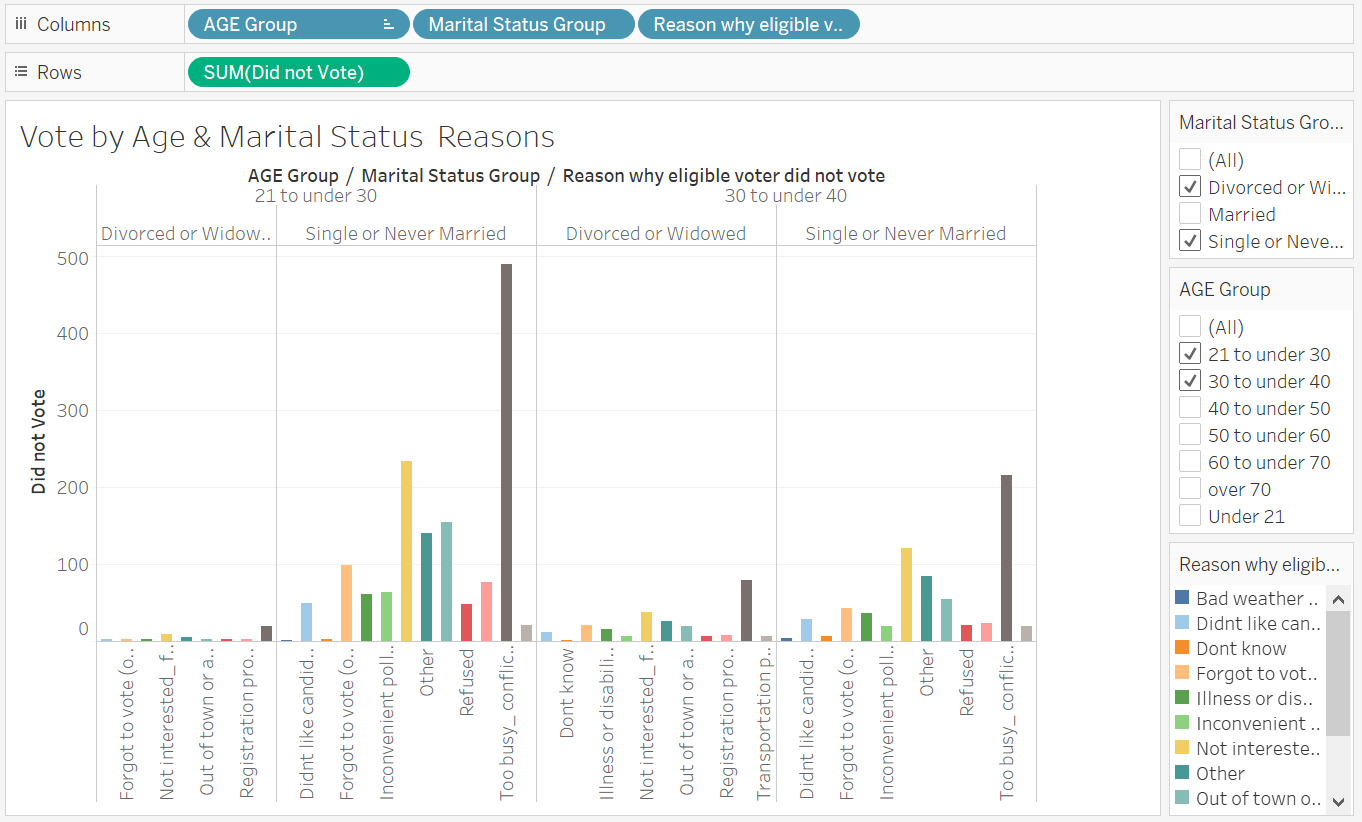 Columns
AGE Group
Marital Status Group
Reason why eligible v..
Rows
SUM(Did not Vote)
Vote by Age & Marital Status Reasons
AGE Group / Marital Status Group / Reason why eligible voter did not vote
21 to under 30
30 to under 40
Divorced or Widow..
Single or Never Married
Divorced or Widowed
Single or Never Married
Did not Vote
500
400
300
200
100
0
Forgot to vote (o..
Not interested_ f..
Out of town or a..
Registration pro..
Didnt like candid..
Forgot to vote (o..
Inconvenient poll..
Other
Refused
Too busy_ conflic..
Dont know
Illness or disabili..
Not interested_ f..
Out of town or a..
Registration pro..
Transportation p..
Didnt like candid..
Forgot to vote (o..
Inconvenient poll..
Other
Refused
Too busy_ conflic..
Marital Status Gro...
(All)
Divorced or Wi...
Married
Single or Neve...
AGE Group
(All)
21 to under 30
30 to under 40
40 to under 50
50 to under 60
60 to under 70
over 70
Under 21
Reason why eligib...
Bad weather ..
Didnt like can..
Dont know
Forgot to vot..
Illness or dis..
Inconvenient ..
Not intereste..
Other
Out of town o..